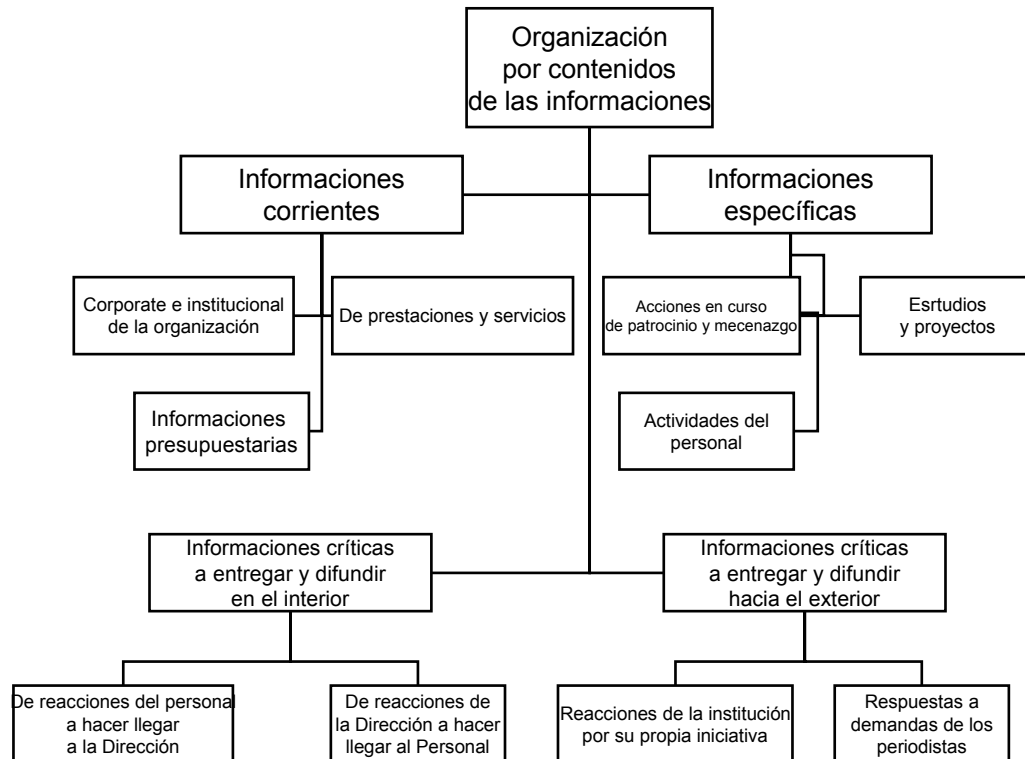 Organización
por contenidos
de las informaciones
Informaciones
corrientes
Informaciones
específicas
Corporate e institucional
de la organización
De prestaciones y servicios
Acciones en curso
de patrocinio y mecenazgo
Esrtudios
y proyectos
Informaciones
presupuestarias
Actividades del
personal
Informaciones críticas
a entregar y difundir
en el interior
Informaciones críticas
a entregar y difundir
hacia el exterior
De reacciones del personal
a hacer llegar
a la Dirección
De reacciones de
la Dirección a hacer
llegar al Personal
Reacciones de la institución
por su propia iniciativa
Respuestas a
demandas de los
periodistas